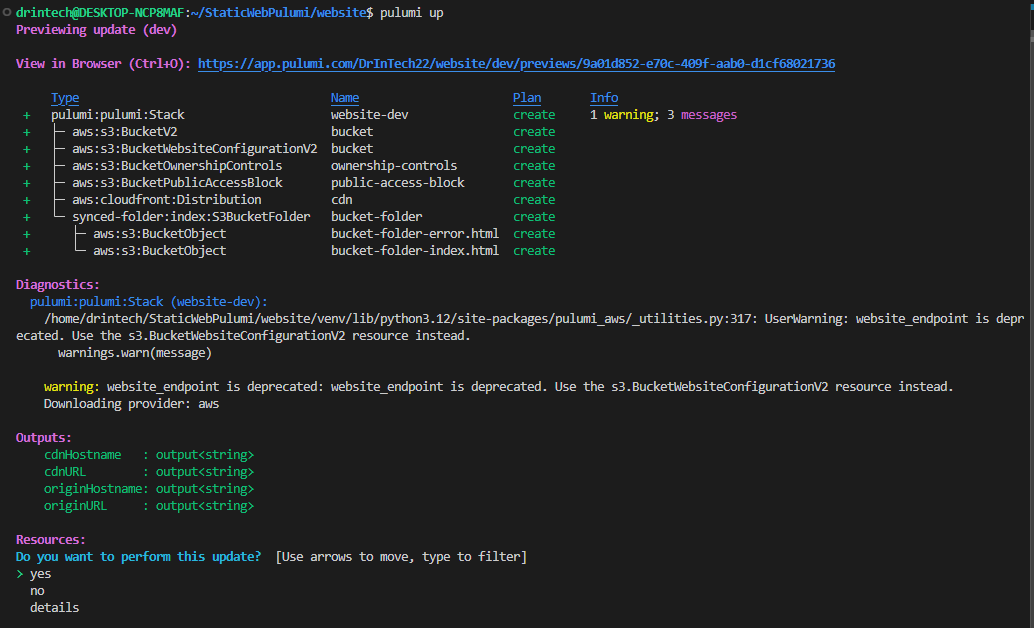 drintech@DESKTOP-NCP8MAF:~/StaticWebPulumi/website$ pulumi up
Previewing update (dev)
View in Browser (Ctrl+O): https://app.pulumi.com/DrInTech22/website/dev/previews/9a01d852-e70c-409f-aab0-d1cf68021736
Type Name Plan Info
+ pulumi:pulumi:Stack website-dev create 1 warning; 3 messages
+ ├─ aws:s3:BucketV2 bucket create
+ ├─ aws:s3:BucketWebsiteConfigurationV2 bucket create
+ ├─ aws:s3:BucketOwnershipControls ownership-controls create
+ ├─ aws:s3:BucketPublicAccessBlock public-access-block create
+ ├─ aws:cloudfront:Distribution cdn create
+ └─ synced-folder:index:S3BucketFolder bucket-folder create
+ ├─ aws:s3:BucketObject bucket-folder-error.html create
+ └─ aws:s3:BucketObject bucket-folder-index.html create
Diagnostics:
pulumi:pulumi:Stack (website-dev):
/home/drintech/StaticWebPulumi/website/venv/lib/python3.12/site-packages/pulumi_aws/_utilities.py:317: UserWarning: website_endpoint is depr
ecated. Use the s3.BucketWebsiteConfigurationV2 resource instead.
warnings.warn(message)
warning: website_endpoint is deprecated: website_endpoint is deprecated. Use the s3.BucketWebsiteConfigurationV2 resource instead.
Downloading provider: aws
Outputs:
cdnHostname : output<string>
cdnURL : output<string>
originHostname: output<string>
originURL : output<string>
Resources:
Do you want to perform this update? [Use arrows to move, type to filter]
> yes
no
details